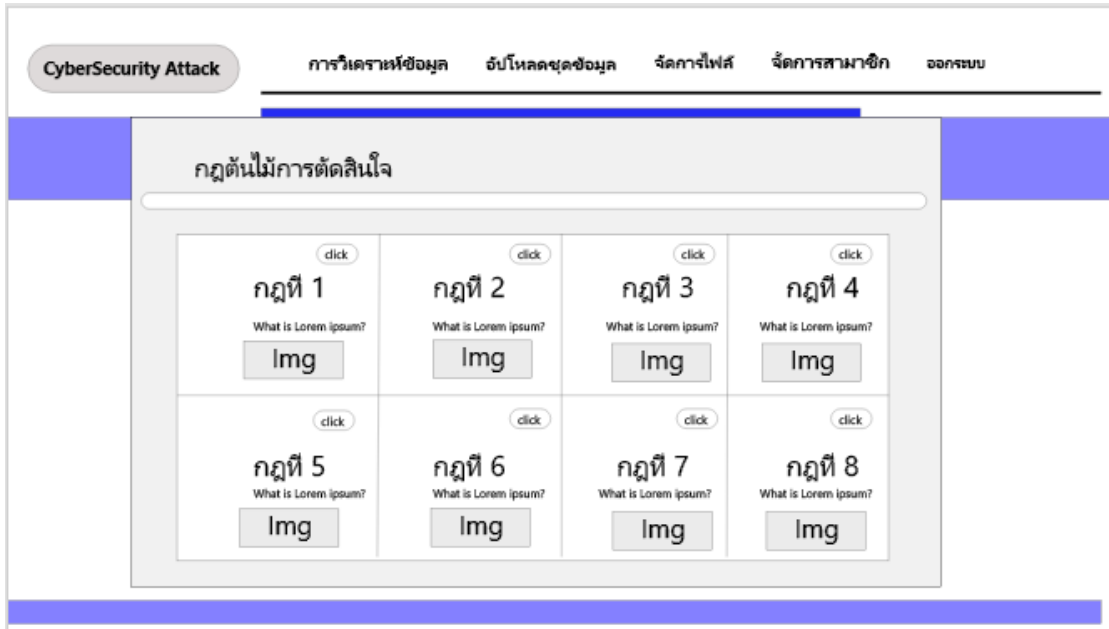 CyberSecurity Attack
การวิเคราะห์ข้อมูล อัปโหลดชุดข้อมูล จัดการไฟล์ จั้ดการสามาชิก ออกระบบ
กฎต้นไม้การตัดสินใจ
click click click click
กฎที่ 1 กฎที่ 2 กฎที่ 3 กฎที่ 4
What is Lorem ipsum? What is Lorem ipsum? What is Lorem ipsum? What is Lorem ipsum?
Img Img Img Img
click click click click
กฎที่ 5 กฎที่ 6 กฎที่ 7 กฎที่ 8
What is Lorem ipsum? What is Lorem ipsum? What is Lorem ipsum? What is Lorem ipsum?
Img Img Img Img